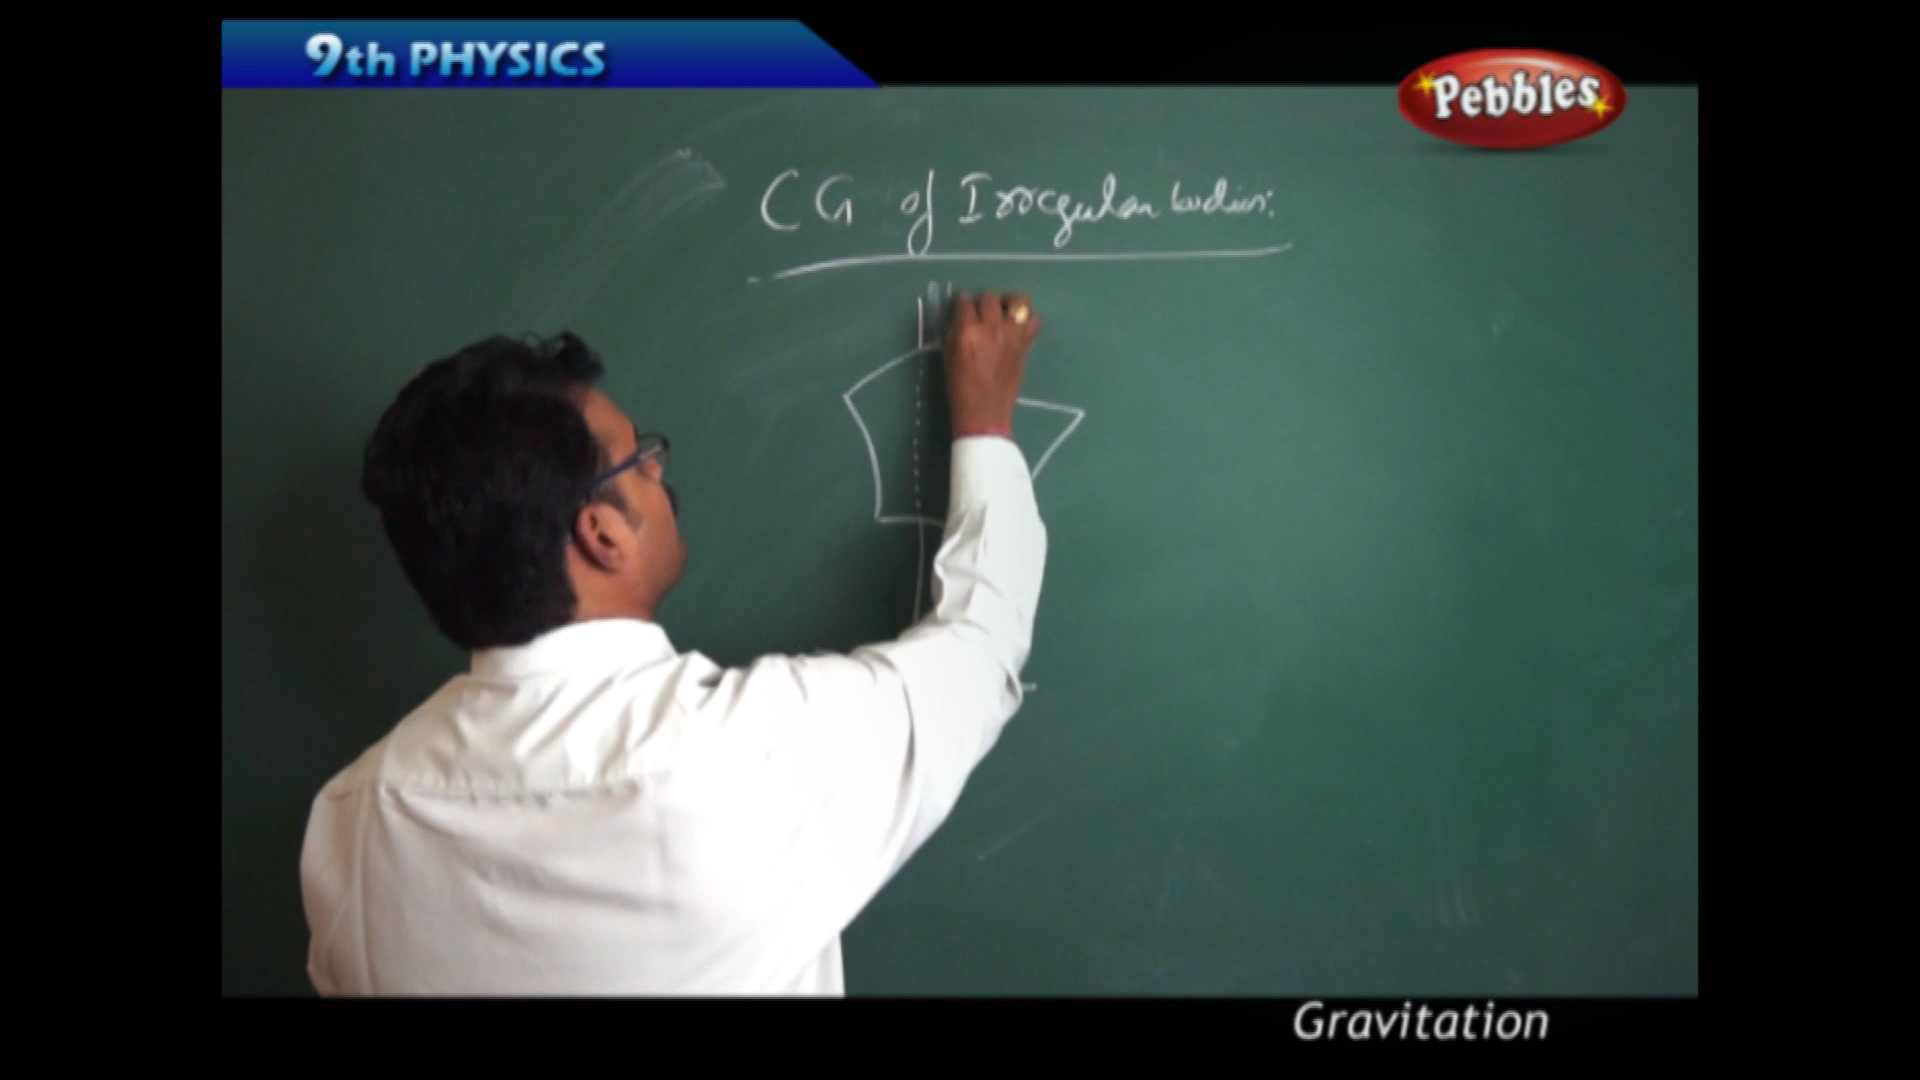 9th PHYSICS
Pebbles
CG of Irregular bodies:
Gravitation